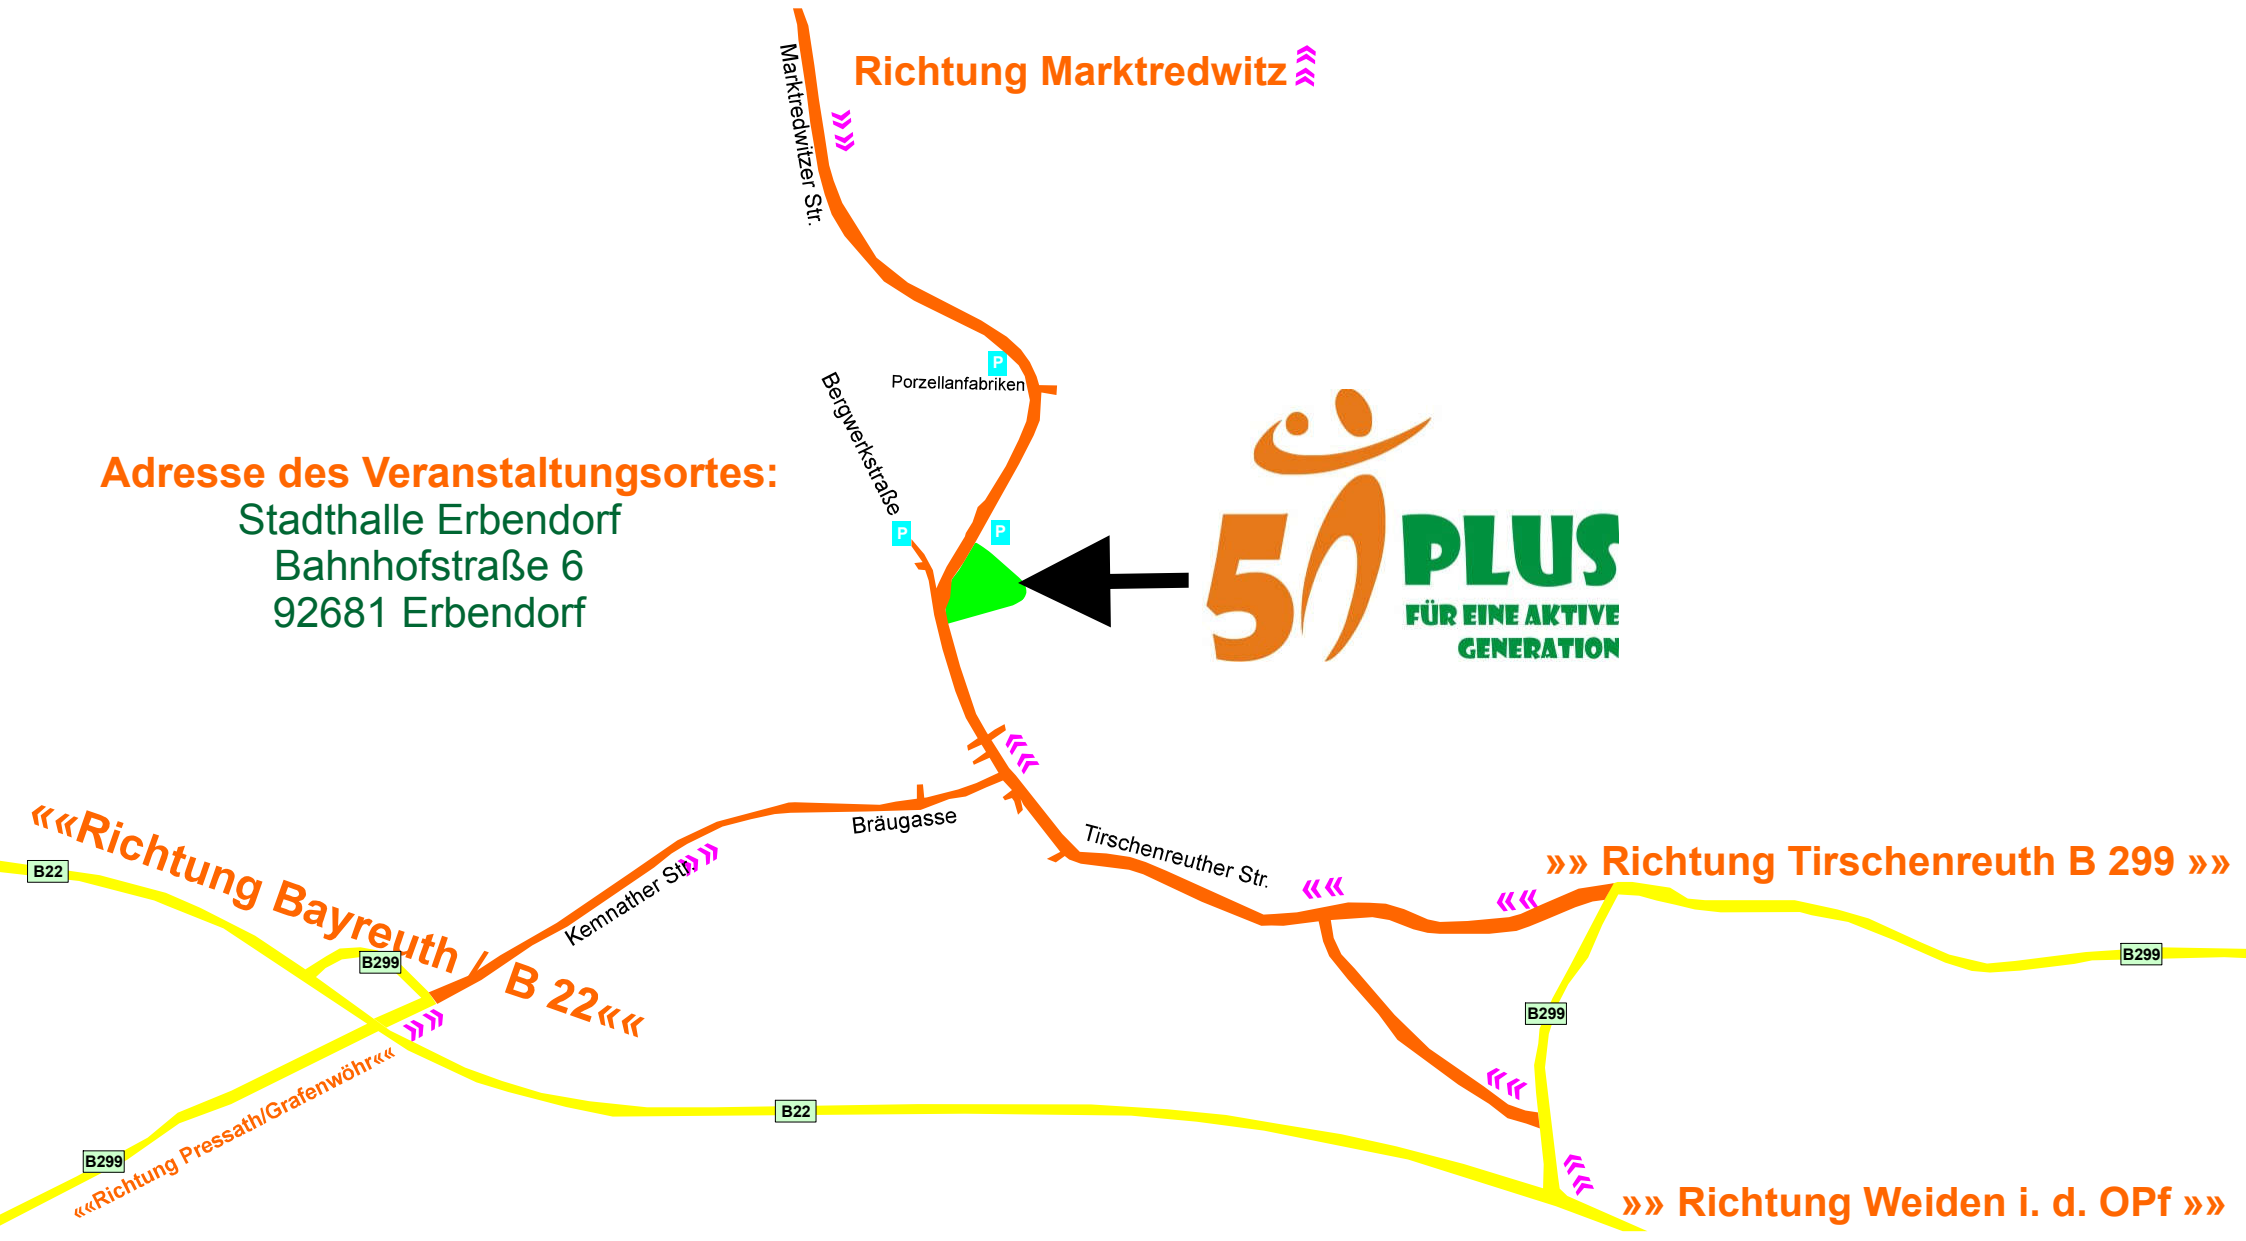 Richtung Marktredwitz
Marktredwitzer Str.
P
Porzellanfabriken
Bergwerkstraße
P
P
Adresse des Veranstaltungsortes:
Stadthalle Erbendorf
Bahnhofstraße 6
92681 Erbendorf
50 PLUS
FÜR EINE AKTIVE
GENERATION
««Richtung Bayreuth / B 22««
B22
Bräugasse
Tirschenreuther Str.
Kemnather Str.
»» Richtung Tirschenreuth B 299 »»
B299
B299
B299
B22
B299
««Richtung Pressath/Grafenwöhr««
»» Richtung Weiden i. d. OPf »»